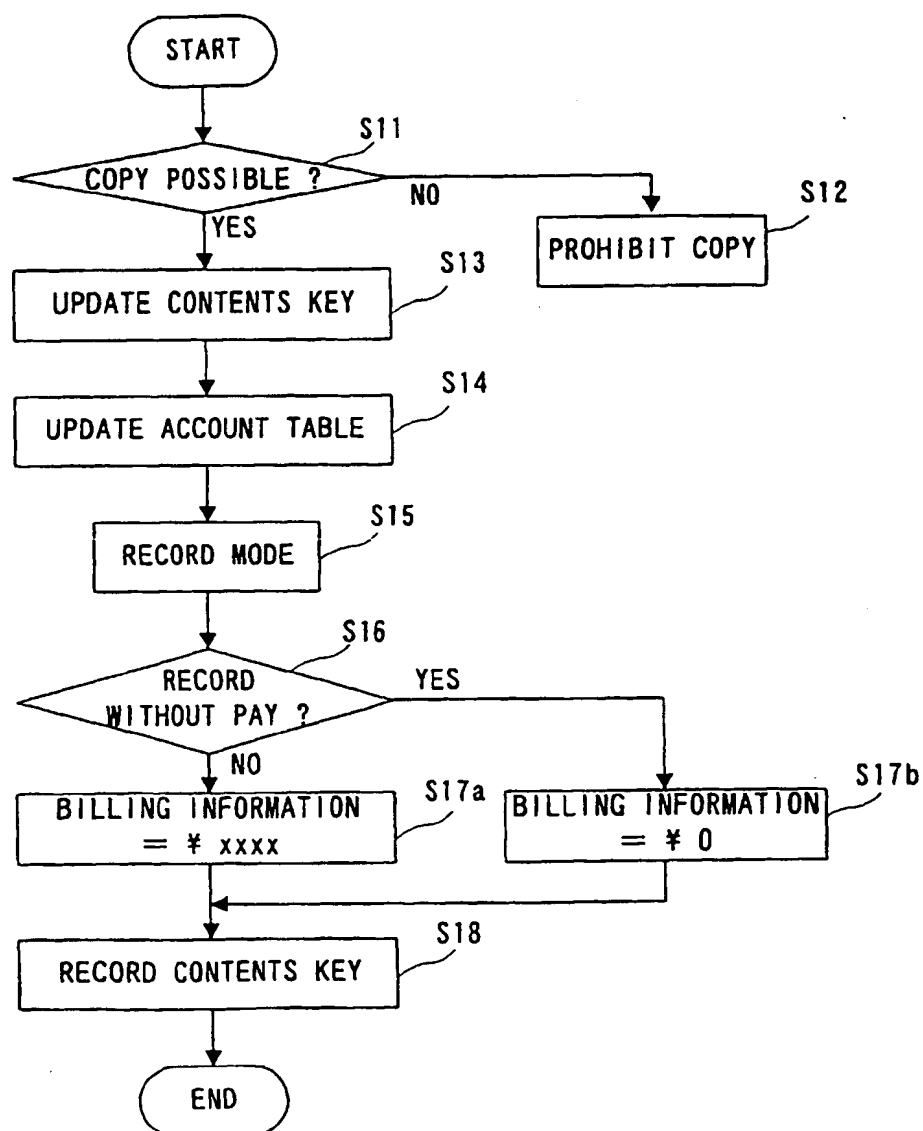 START
S11
COPY POSSIBLE ?
NO
YES
S12
PROHIBIT COPY
S13
UPDATE CONTENTS KEY
S14
UPDATE ACCOUNT TABLE
S15
RECORD MODE
S16
RECORD
WITHOUT PAY ?
YES
NO
S17a
BILLING INFORMATION
= ¥ xxxx
S17b
BILLING INFORMATION
= ¥ 0
S18
RECORD CONTENTS KEY
END